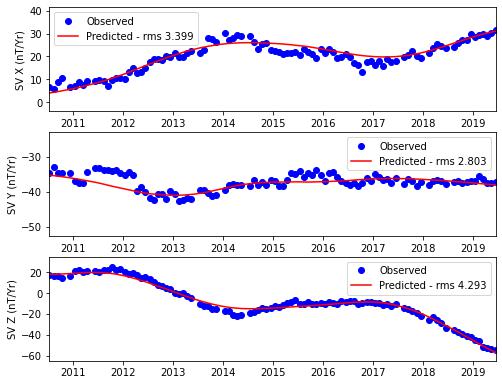 SV X (nT/Yr)
40
30
20
10
0
Observed
Predicted - rms 3.399
2011 2012 2013 2014 2015 2016 2017 2018 2019
SV Y (nT/Yr)
−30
−40
−50
Observed
Predicted - rms 2.803
2011 2012 2013 2014 2015 2016 2017 2018 2019
SV Z (nT/Yr)
20
0
−20
−40
−60
Observed
Predicted - rms 4.293
2011 2012 2013 2014 2015 2016 2017 2018 2019